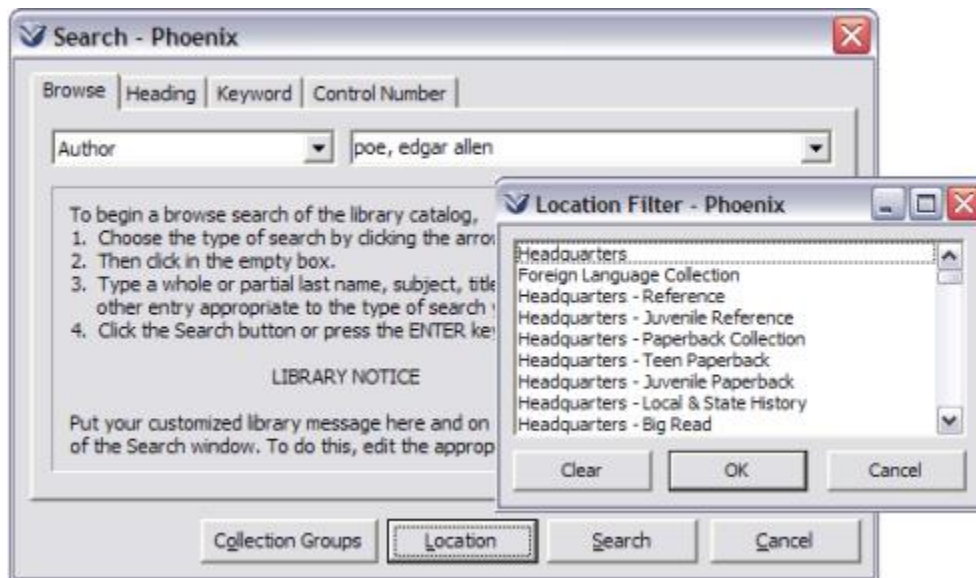 Search - Phoenix
Browse Heading Keyword Control Number
Author poe, edgar allen
To begin a browse search of the library catalog,
1. Choose the type of search by clicking the
2. Then click in the empty box.
3. Type a whole or partial last name, subject,
other entry appropriate to the type of search
4. Click the Search button or press the ENTER
LIBRARY NOTICE
Put your customized library message here and on
of the Search window. To do this, edit the
Collection Groups Location Search Cancel
Location Filter - Phoenix
Headquarters
Foreign Language Collection
Headquarters - Reference
Headquarters - Juvenile Reference
Headquarters - Paperback Collection
Headquarters - Teen Paperback
Headquarters - Juvenile Paperback
Headquarters - Local & State History
Headquarters - Big Read
Clear OK Cancel